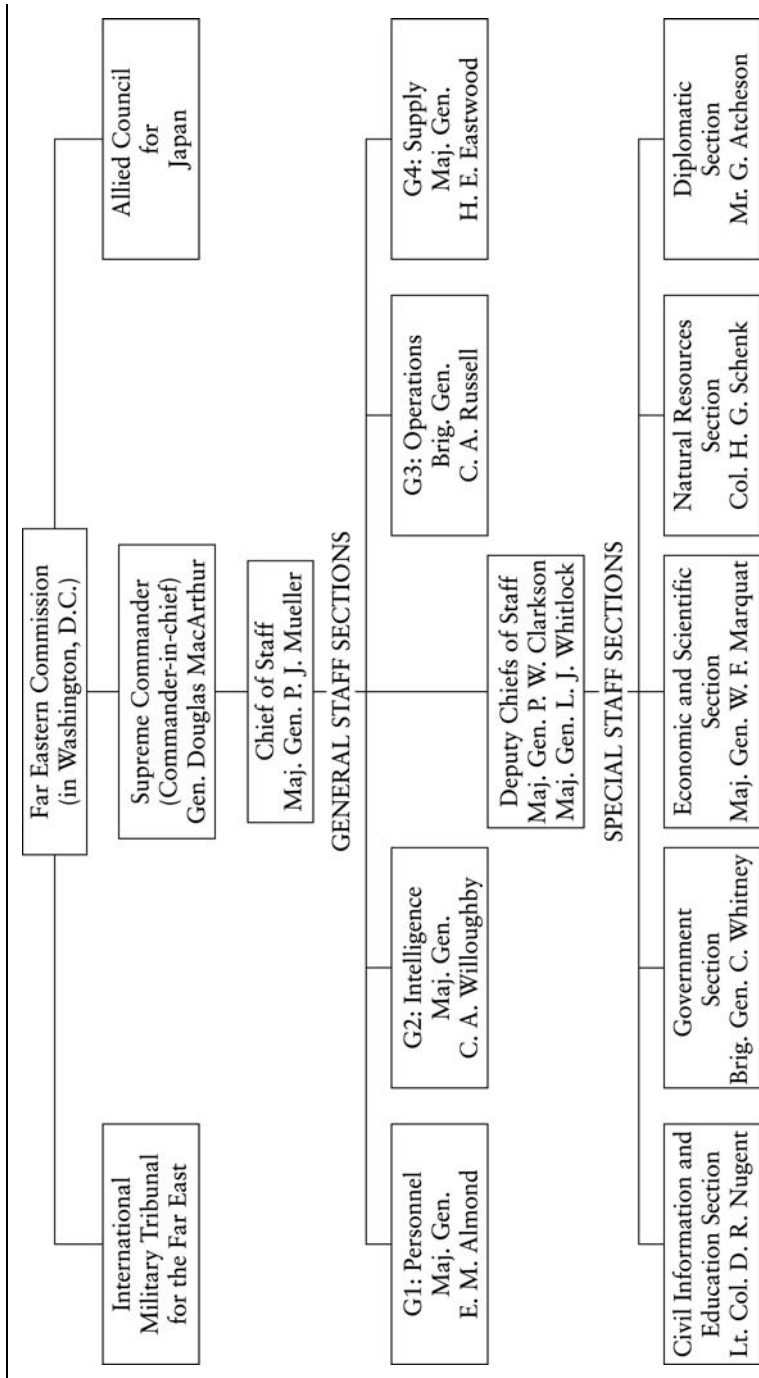 Far Eastern Commission
(in Washington, D.C.)
International
Military Tribunal
for the Far East
Supreme Commander
(Commander-in-chief)
Gen. Douglas MacArthur
Allied Council
for
Japan
Chief of Staff
Maj. Gen. P. J. Mueller
GENERAL STAFF SECTIONS
G1: Personnel
Maj. Gen.
E. M. Almond
G2: Intelligence
Maj. Gen.
C. A. Willoughby
G3: Operations
Brig. Gen.
C. A. Russell
G4: Supply
Maj. Gen.
H. E. Eastwood
Deputy Chiefs of Staff
Maj. Gen. P. W. Clarkson
Maj. Gen. L. J. Whitlock
SPECIAL STAFF SECTIONS
Civil Information and
Education Section
Lt. Col. D. R. Nugent
Government
Section
Brig. Gen. C. Whitney
Economic and Scientific
Section
Maj. Gen. W. F. Marquat
Natural Resources
Section
Col. H. G. Schenk
Diplomatic
Section
Mr. G. Atcheson